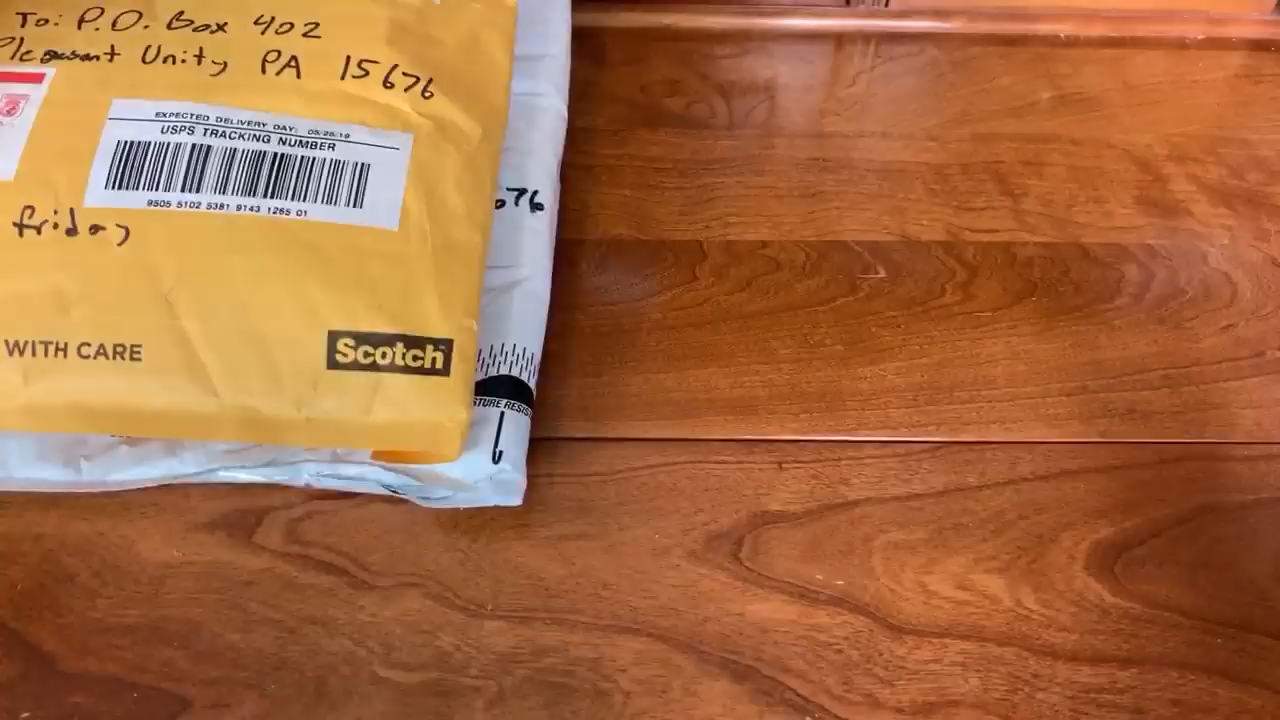 To: P.O. Box 402
Pleasant Unity PA 15676
EXPECTED DELIVERY DAY: 05/28/19
USPS TRACKING NUMBER
9505 5102 5381 9143 1265 01
friday
WITH CARE
Scotch
676